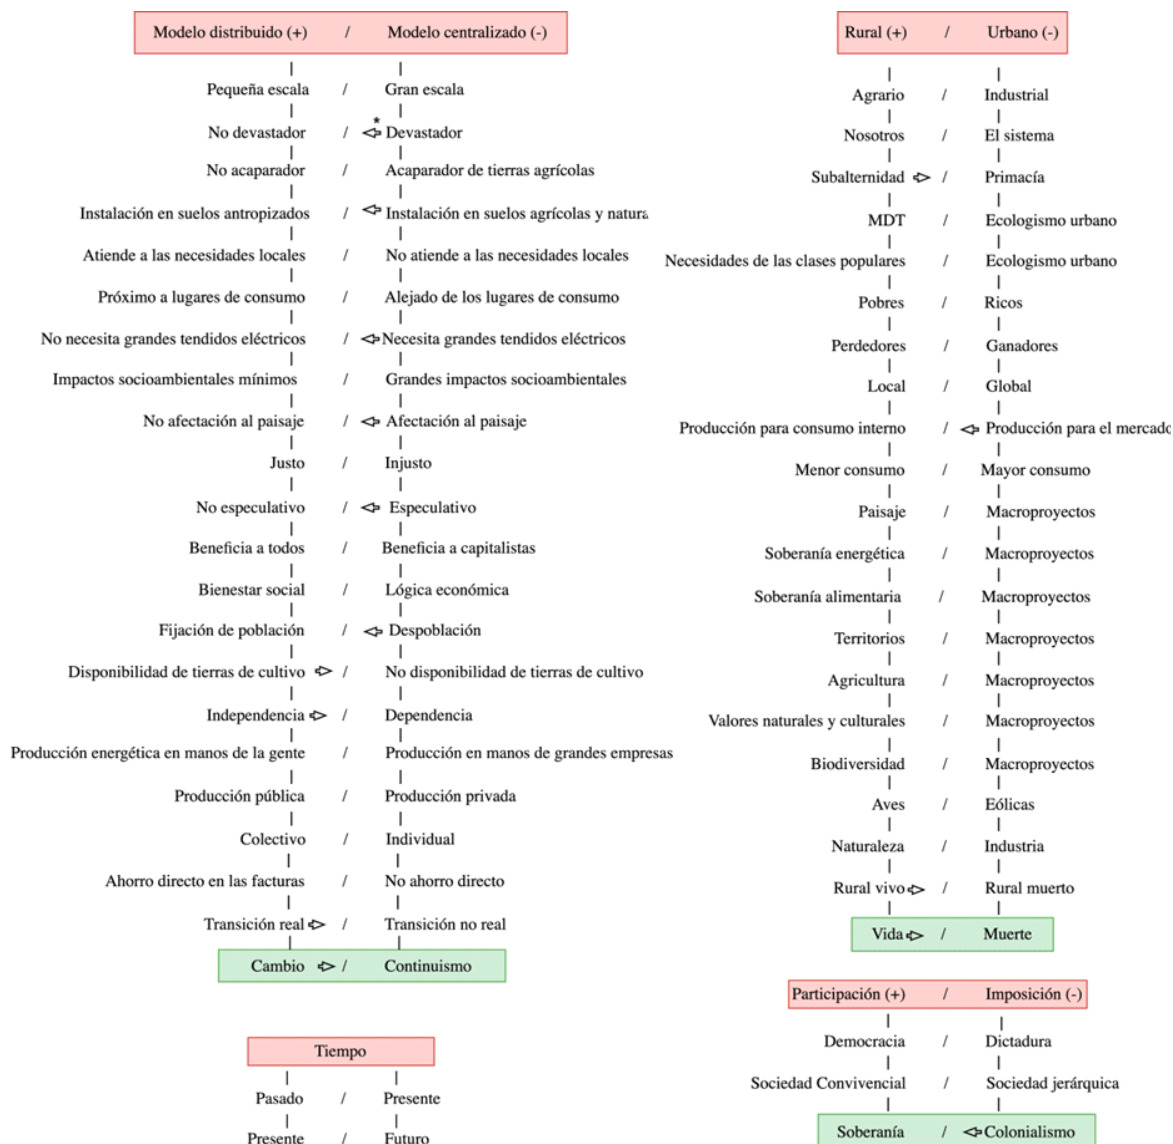 Modelo distribuido (+) / Modelo centralizado (-)
Pequeña escala / Gran escala
No devastador / ⇦* Devastador
No acaparador / Acaparador de tierras agrícolas
Instalación en suelos antropizados / ⇦ Instalación en suelos agrícolas y natura
Atiende a las necesidades locales / No atiende a las necesidades locales
Próximo a lugares de consumo / Alejado de los lugares de consumo
No necesita grandes tendidos eléctricos / ⇦ Necesita grandes tendidos eléctricos
Impactos socioambientales mínimos / Grandes impactos socioambientales
No afectación al paisaje / ⇦ Afectación al paisaje
Justo / Injusto
No especulativo / ⇦ Especulativo
Beneficia a todos / Beneficia a capitalistas
Bienestar social / Lógica económica
Fijación de población / ⇦ Despoblación
Disponibilidad de tierras de cultivo ⇨ / No disponibilidad de tierras de cultivo
Independencia ⇨ / Dependencia
Producción energética en manos de la gente / Producción en manos de grandes empresas
Producción pública / Producción privada
Colectivo / Individual
Ahorro directo en las facturas / No ahorro directo
Transición real ⇨ / Transición no real
Cambio ⇨ / Continuismo
Tiempo
Pasado / Presente
Presente / Futuro
Rural (+) / Urbano (-)
Agrario / Industrial
Nosotros / El sistema
Subalternidad ⇨ / Primacía
MDT / Ecologismo urbano
Necesidades de las clases populares / Ecologismo urbano
Pobres / Ricos
Perdedores / Ganadores
Local / Global
Producción para consumo interno / ⇦ Producción para el mercado
Menor consumo / Mayor consumo
Paisaje / Macroproyectos
Soberanía energética / Macroproyectos
Soberanía alimentaria / Macroproyectos
Territorios / Macroproyectos
Agricultura / Macroproyectos
Valores naturales y culturales / Macroproyectos
Biodiversidad / Macroproyectos
Aves / Eólicas
Naturaleza / Industria
Rural vivo ⇨ / Rural muerto
Vida ⇨ / Muerte
Participación (+) / Imposición (-)
Democracia / Dictadura
Sociedad Convivencial / Sociedad jerárquica
Soberanía / ⇦ Colonialismo